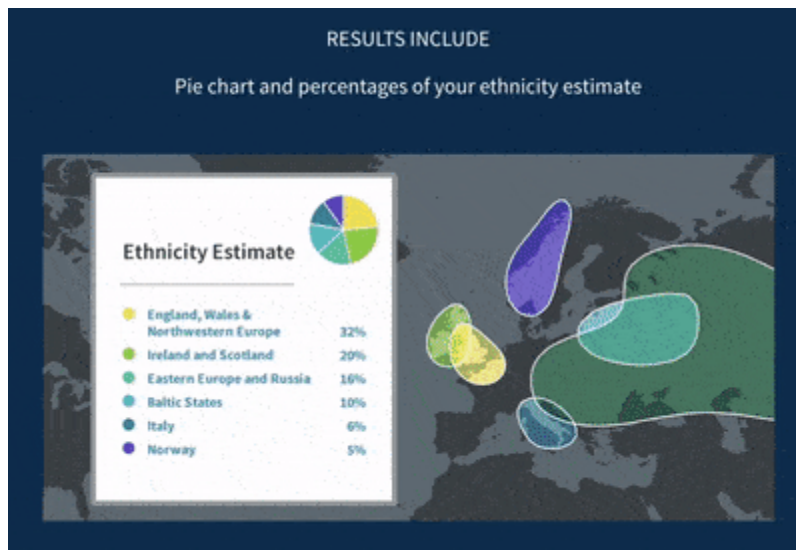 RESULTS INCLUDE
Pie chart and percentages of your ethnicity estimate
Ethnicity Estimate
England, Wales &
Northwestern Europe 32%
Ireland and Scotland 20%
Eastern Europe and Russia 16%
Baltic States 10%
Italy 6%
Norway 5%